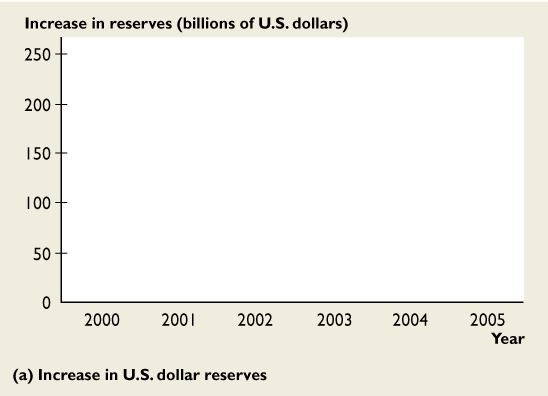 Increase in reserves (billions of U.S. dollars)
250
200
150
100
50
0
2000 2001 2002 2003 2004 2005
Year
(a) Increase in U.S. dollar reserves